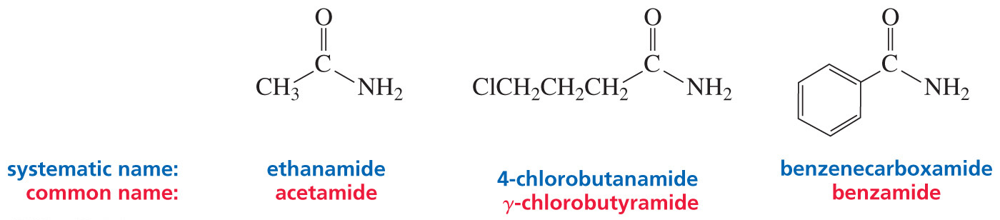 O O O
C C C
CH3 NH2 ClCH2CH2CH2 NH2 NH2
systematic name: ethanamide 4-chlorobutanamide benzenecarboxamide
common name: acetamide γ-chlorobutyramide benzamide